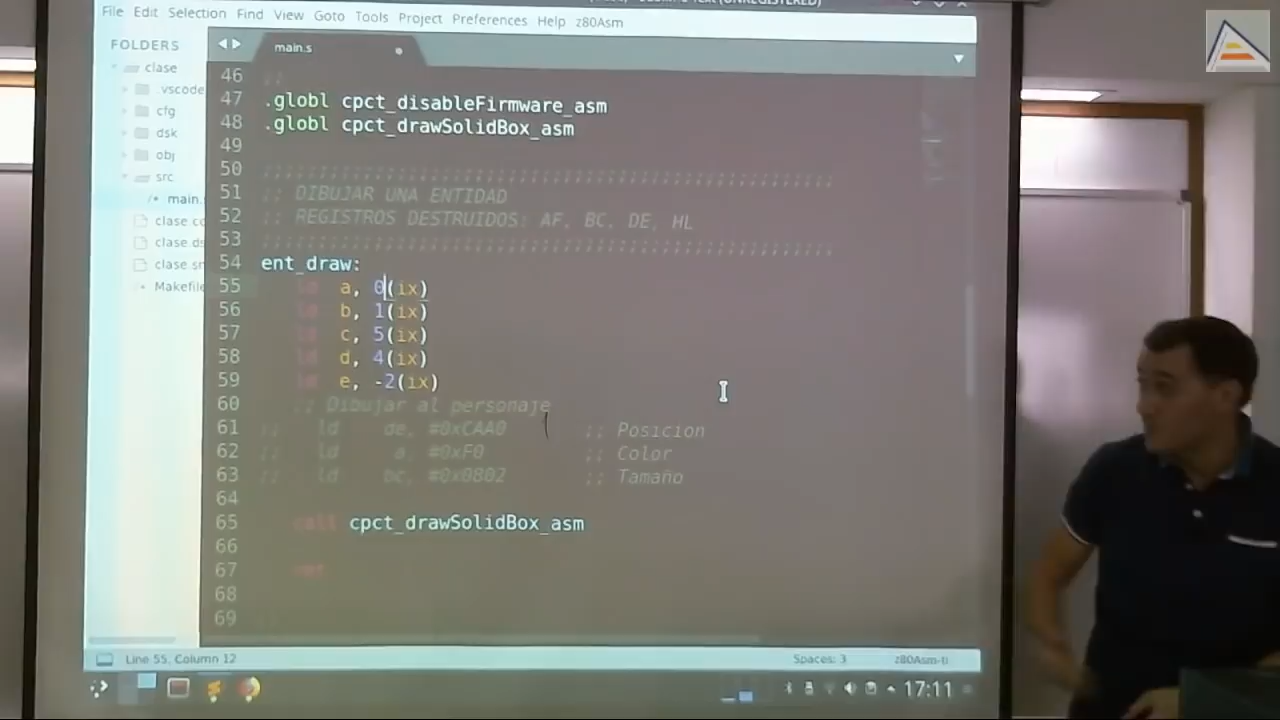 File Edit Selection Find View Goto Tools Project Preferences Help z80Asm
FOLDERS
clase
.vscode
cfg
dsk
obj
src
main.
clase.
clase.ds
clase.
Makefile
main.s
46 ;;
47 .globl cpct_disableFirmware_asm
48 .globl cpct_drawSolidBox_asm
49
50 ;;;;;;;;;;;;;;;;;;;;;;;;;;;;;;;;;;;;;;;;;;;;;;;;;;;;
51 ;; DIBUJAR UNA ENTIDAD
52 ;; REGISTROS DESTRUIDOS: AF, BC, DE, HL
53 ;;;;;;;;;;;;;;;;;;;;;;;;;;;;;;;;;;;;;;;;;;;;;;;;;;;;
54 ent_draw:
55 ld a, 0(ix)
56 ld b, 1(ix)
57 ld c, 5(ix)
58 ld d, 4(ix)
59 ld e, -2(ix)
60 ;; Dibujar al personaje
61 ;; ld de, #0xCAA0 ;; Posicion
62 ;; ld a, #0xF0 ;; Color
63 ;; ld bc, #0x0802 ;; Tamaño
64
65 call cpct_drawSolidBox_asm
66
67 ret
68
69
Line 55, Column 12
Spaces: 3
z80Asm-ti
17:11